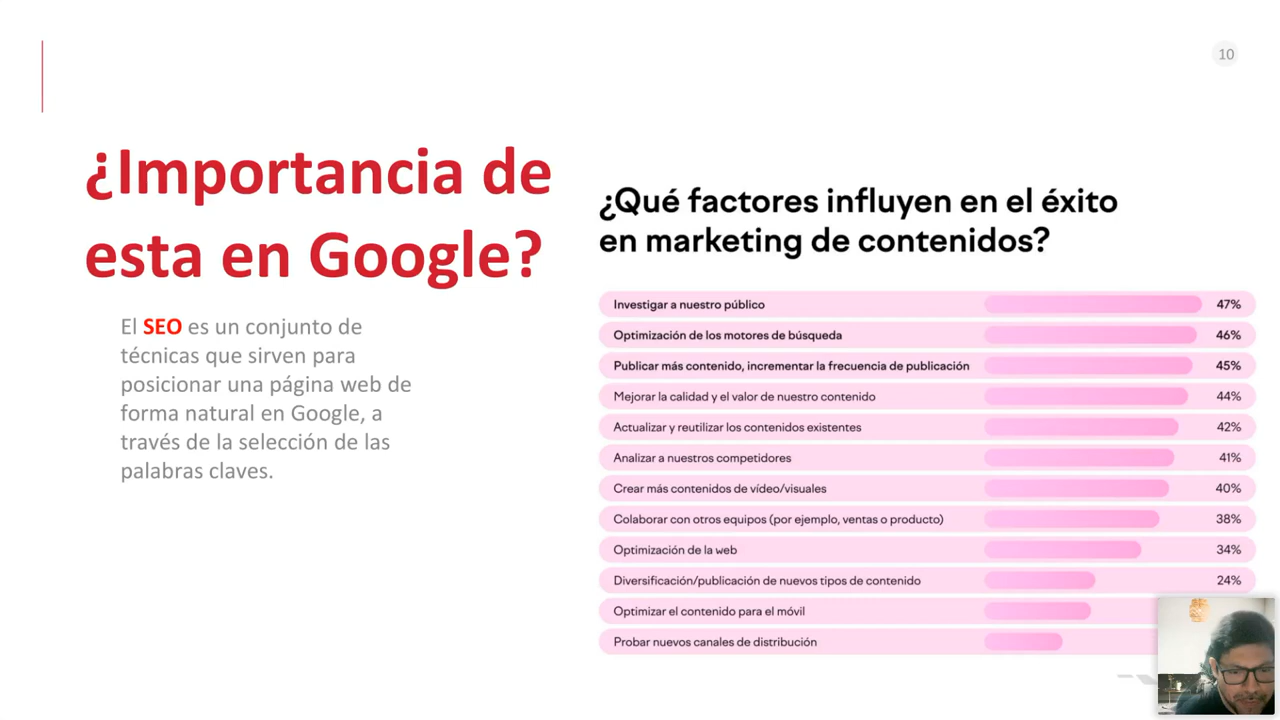 10
¿Importancia de
esta en Google?
El SEO es un conjunto de
técnicas que sirven para
posicionar una página web de
forma natural en Google, a
través de la selección de las
palabras claves.
¿Qué factores influyen en el éxito
en marketing de contenidos?
Investigar a nuestro público 47%
Optimización de los motores de búsqueda 46%
Publicar más contenido, incrementar la frecuencia de publicación 45%
Mejorar la calidad y el valor de nuestro contenido 44%
Actualizar y reutilizar los contenidos existentes 42%
Analizar a nuestros competidores 41%
Crear más contenidos de vídeo/visuales 40%
Colaborar con otros equipos (por ejemplo, ventas o producto) 38%
Optimización de la web 34%
Diversificación/publicación de nuevos tipos de contenido 24%
Optimizar el contenido para el móvil
Probar nuevos canales de distribución